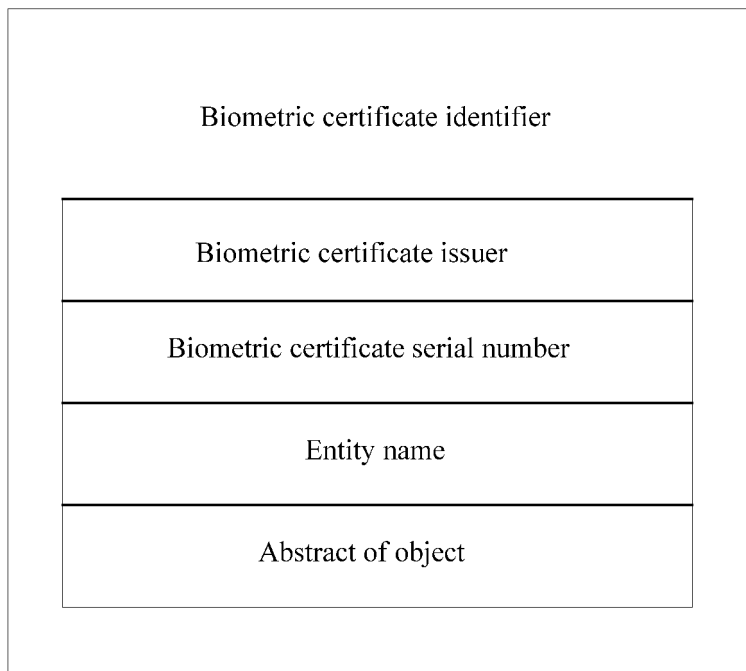 Biometric certificate identifier
Biometric certificate issuer
Biometric certificate serial number
Entity name
Abstract of object